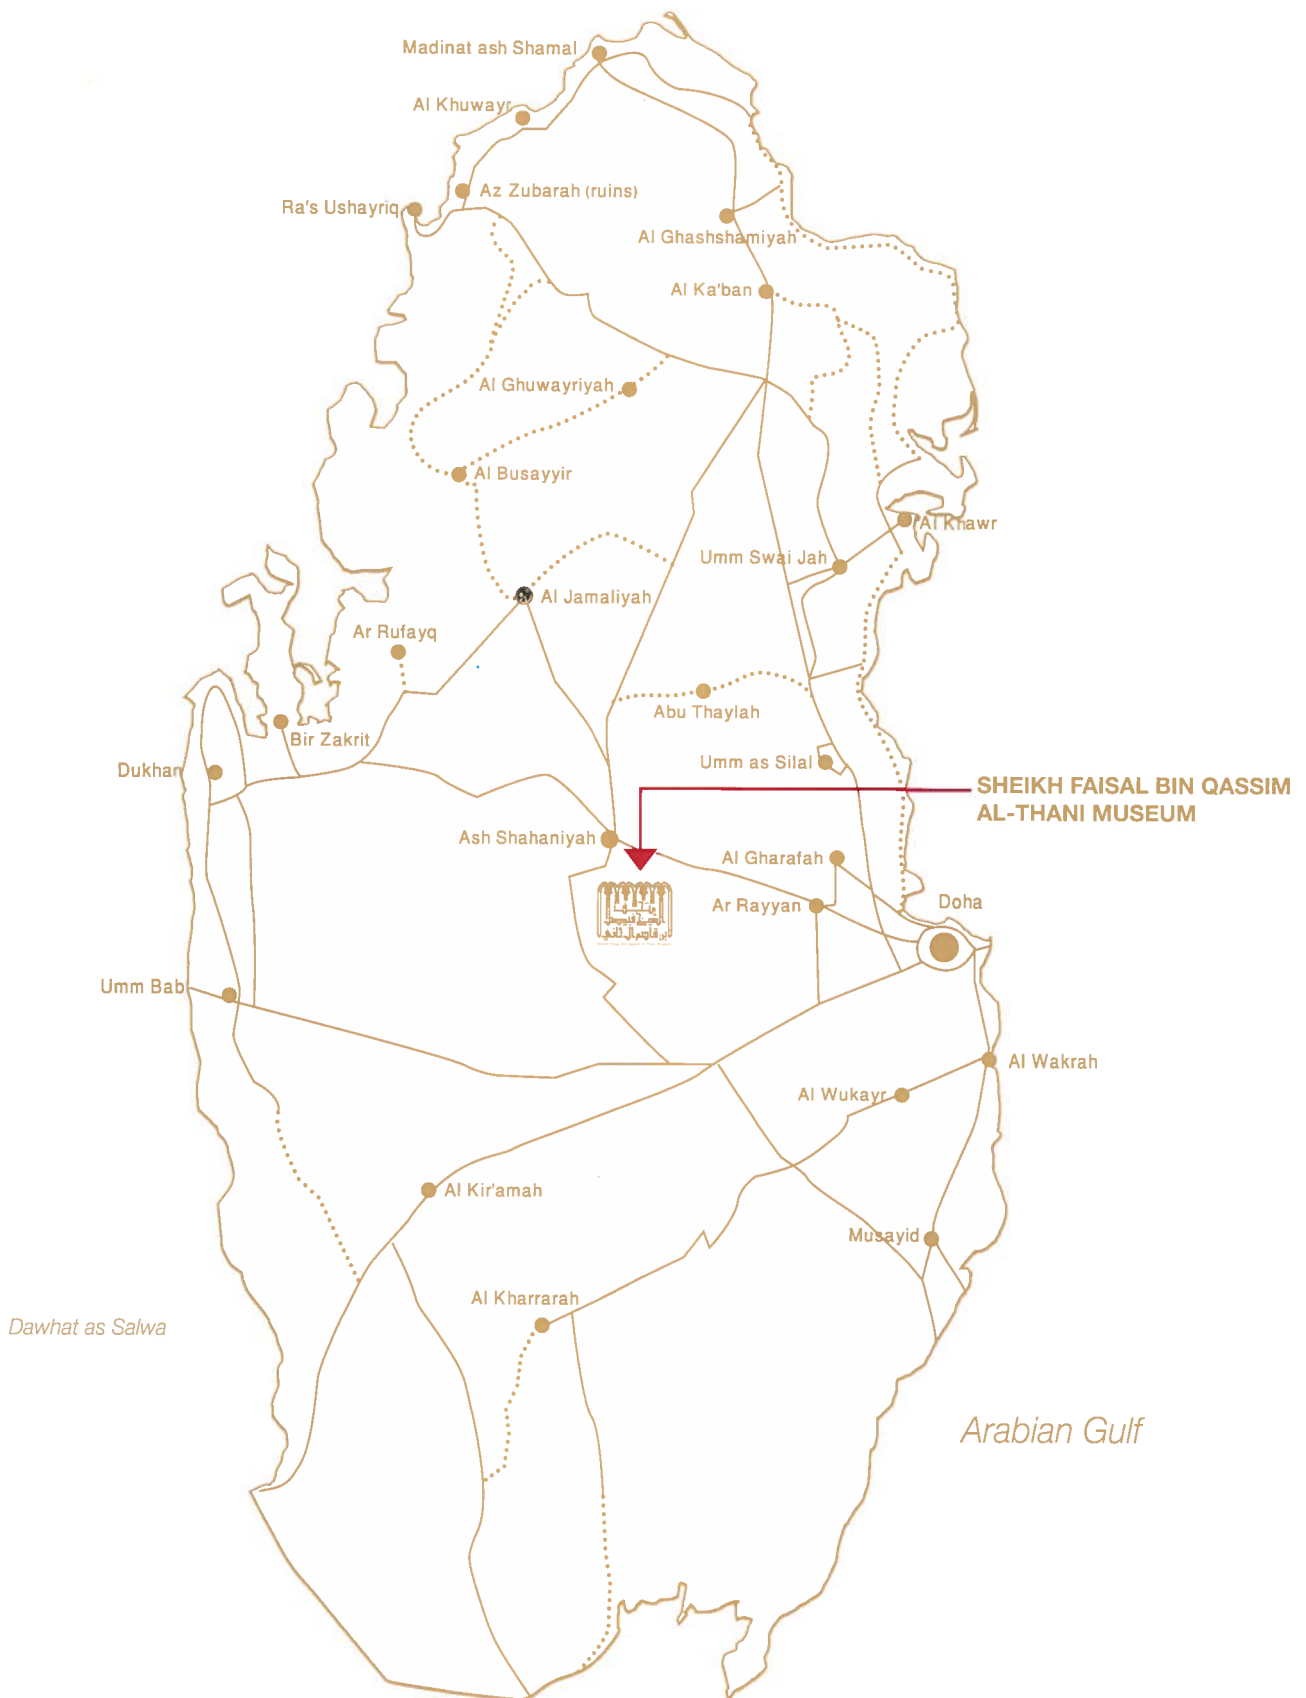 Madinat ash Shamal
Al Khuwayr
Az Zubarah (ruins)
Ra's Ushayriq
Al Ghashshamiyah
Al Ka'ban
Al Ghuwayriyah
Al Busayyir
Al Khawr
Umm Swai Jah
Al Jamaliyah
Ar Rufayq
Abu Thaylah
Bir Zakrit
Umm as Silal
Dukhan
SHEIKH FAISAL BIN QASSIM
AL-THANI MUSEUM
Ash Shahaniyah
Al Gharafah
Ar Rayyan
Doha
Umm Bab
Al Wakrah
Al Wukayr
Al Kir'amah
Musayid
Al Kharrarah
Dawhat as Salwa
Arabian Gulf